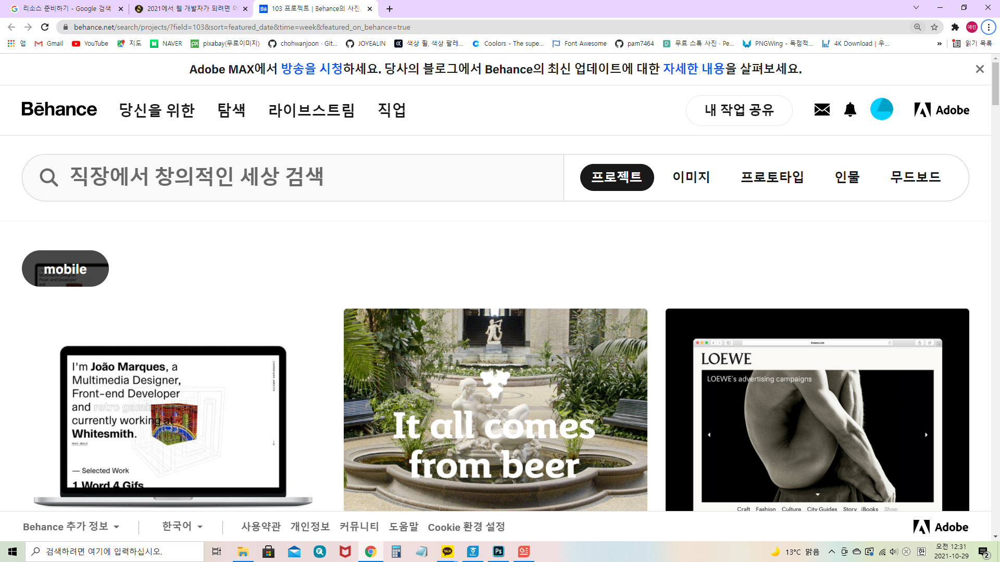 리소스 준비하기 - Google 검색
2021에서 웹 개발자가 되려면 어
103 프로젝트 | Behance의 사진,
behance.net/search/projects/?field=103&sort=featured_date&time=week&featured_on_behance=true
예린
앱 Gmail YouTube 지도 NAVER pixabay(무료이미지) chohwanjoon · Git... JOYEALIN 색상 휠, 색상 팔레... Coolors - The supe... Font Awesome pam7464 무료 스톡 사진 · Pe... PNGWing - 독점적... 4K Download | 우... » 읽기 목록
Adobe MAX에서 방송을 시청하세요. 당사의 블로그에서 Behance의 최신 업데이트에 대한 자세한 내용을 살펴보세요.
Bēhance 당신을 위한 탐색 라이브스트림 직업 내 작업 공유 Adobe
직장에서 창의적인 세상 검색 프로젝트 이미지 프로토타입 인물 무드보드
mobile
I'm João Marques, a
Multimedia Designer,
Front-end Developer
and retro gami
currently working at
Whitesmith.
more about
— Selected Work
1 Word 4 Gifs
It all comes
from beer
loewe.com
LOEWE
LOEWE's advertising campaigns
Craft Fashion Culture City Guides Story iBooks Shop
Behance 추가 정보 한국어 사용약관 개인정보 커뮤니티 도움말 Cookie 환경 설정 Adobe
검색하려면 여기에 입력하십시오.
TALK
Ps
13°C 맑음
한
오전 12:31
2021-10-29
2